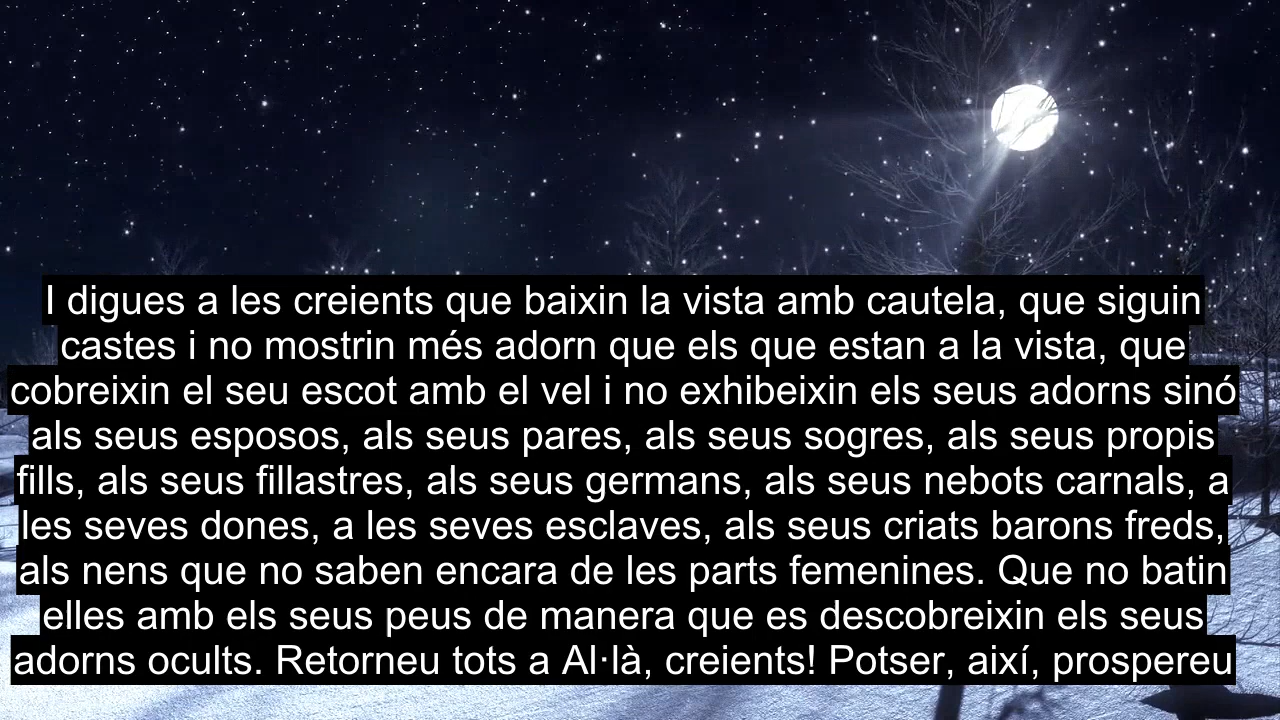 I digues a les creients que baixin la vista amb cautela, que siguin
castes i no mostrin més adorn que els que estan a la vista, que
cobreixin el seu escot amb el vel i no exhibeixin els seus adorns sinó
als seus esposos, als seus pares, als seus sogres, als seus propis
fills, als seus fillastres, als seus germans, als seus nebots carnals, a
les seves dones, a les seves esclaves, als seus criats barons freds,
als nens que no saben encara de les parts femenines. Que no batin
elles amb els seus peus de manera que es descobreixin els seus
adorns ocults. Retorneu tots a Al·là, creients! Potser, així, prospereu